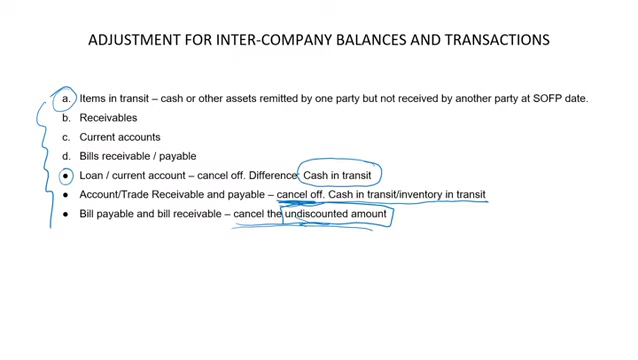 ADJUSTMENT FOR INTER-COMPANY BALANCES AND TRANSACTIONS
a. Items in transit – cash or other assets remitted by one party but not received by another party at SOFP date.
b. Receivables
c. Current accounts
d. Bills receivable / payable
● Loan / current account – cancel off. Difference: Cash in transit
● Account/Trade Receivable and payable – cancel off. Cash in transit/inventory in transit
● Bill payable and bill receivable – cancel the undiscounted amount